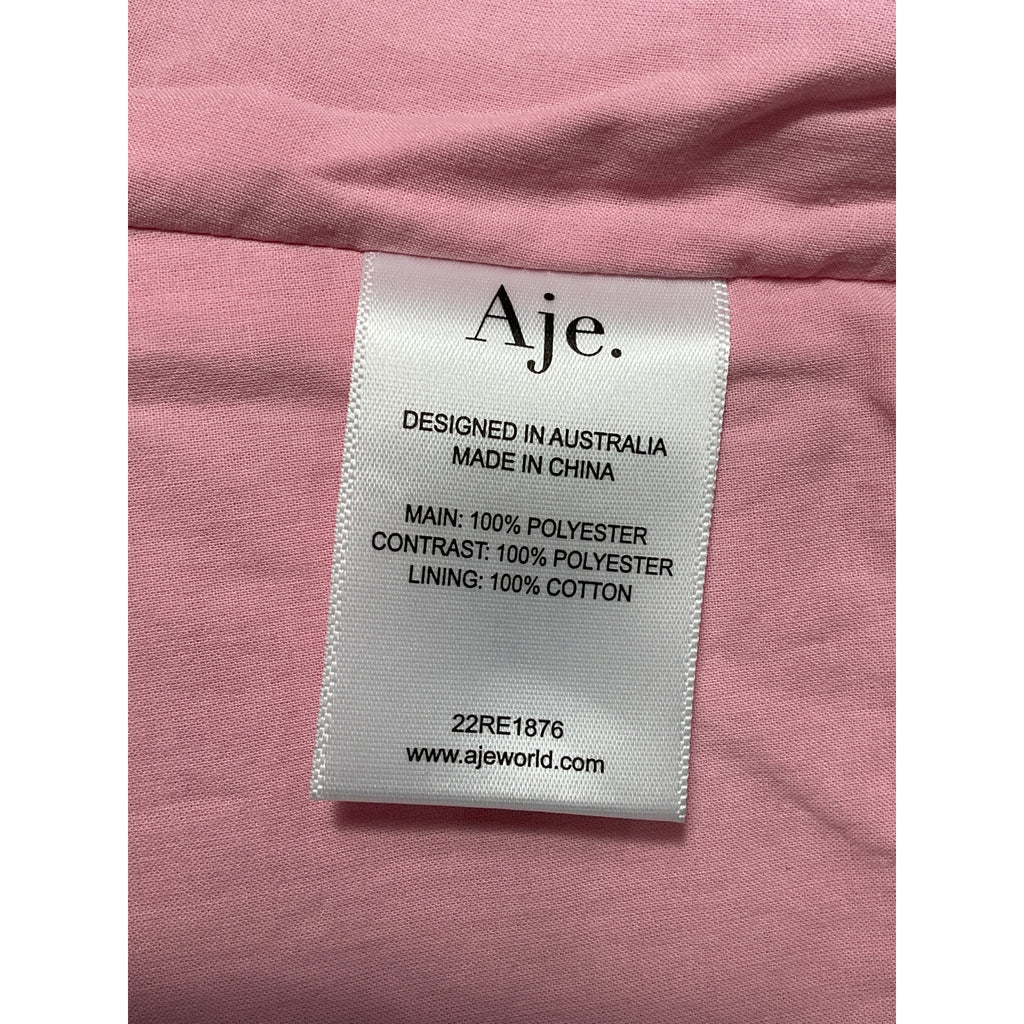 Aje.
DESIGNED IN AUSTRALIA
MADE IN CHINA
MAIN: 100% POLYESTER
CONTRAST: 100% POLYESTER
LINING: 100% COTTON
22RE1876
www.ajeworld.com